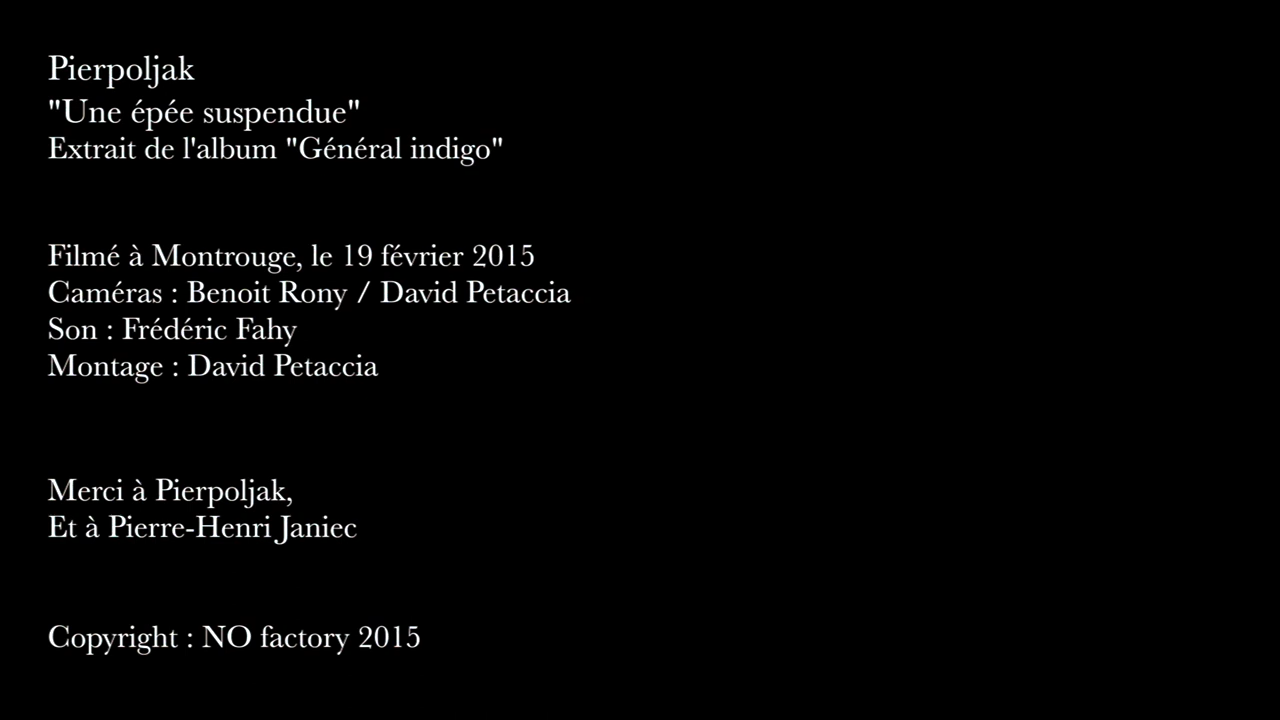 Pierpoljak
"Une épée suspendue"
Extrait de l'album "Général indigo"
Filmé à Montrouge, le 19 février 2015
Caméras : Benoit Rony / David Petaccia
Son : Frédéric Fahy
Montage : David Petaccia
Merci à Pierpoljak,
Et à Pierre-Henri Janiec
Copyright : NO factory 2015